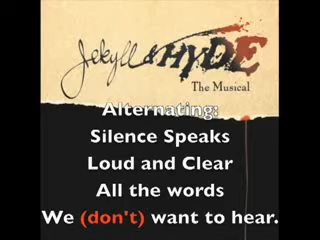 Jekyll & HYDE
The Musical
Alternating:
Silence Speaks
Loud and Clear
All the words
We (don't) want to hear.